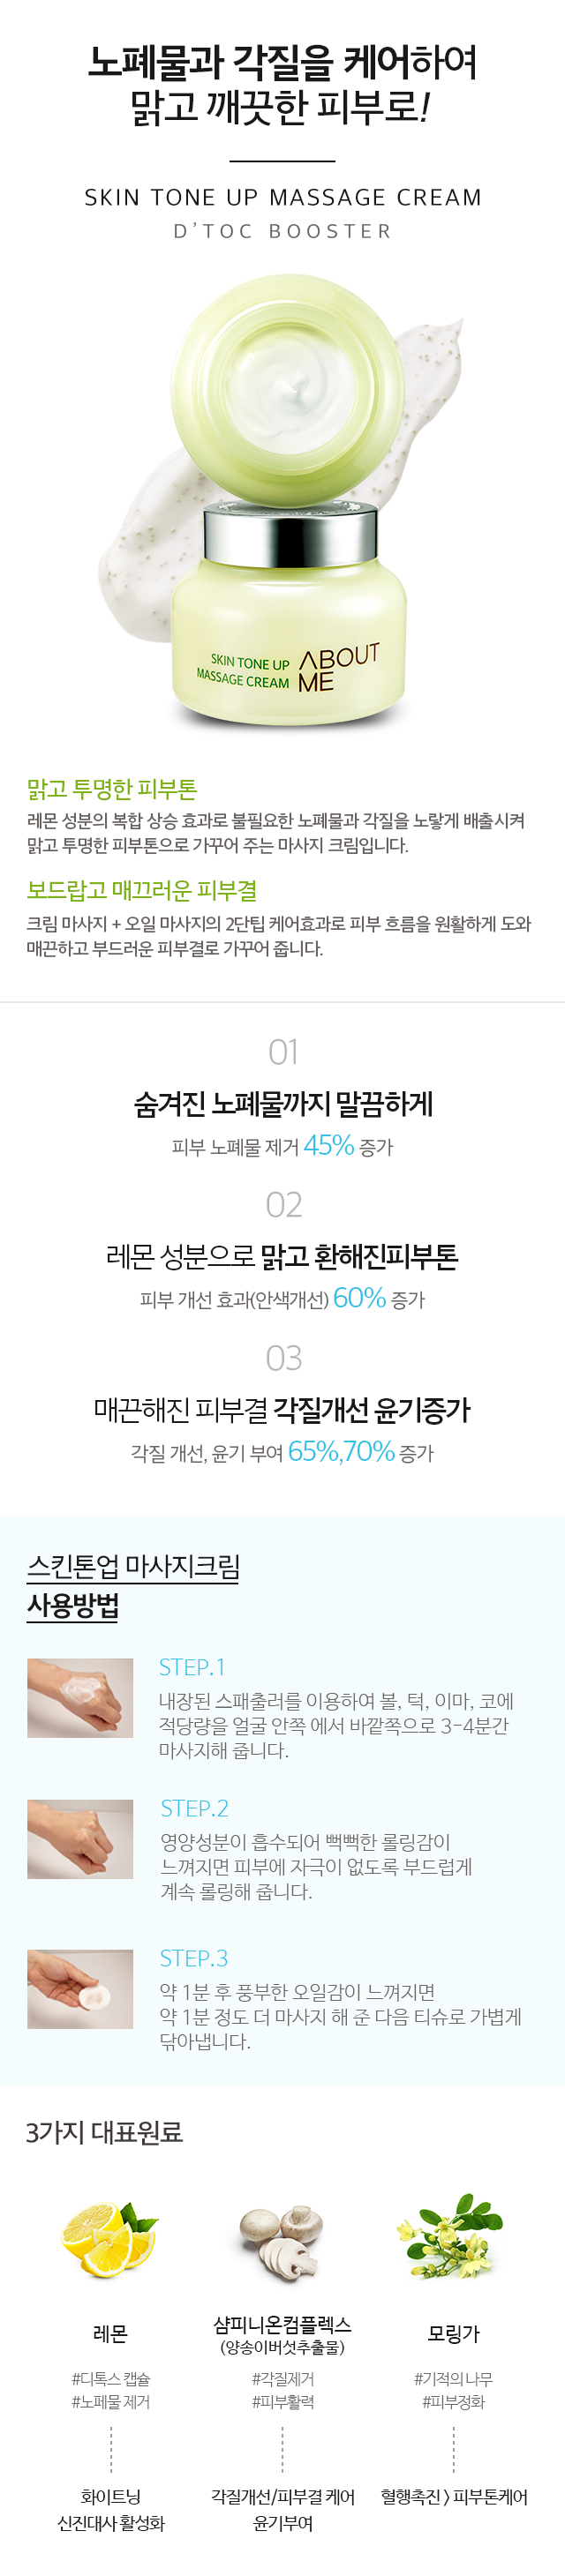 노폐물과 각질을 케어하여
맑고 깨끗한 피부로!
SKIN TONE UP MASSAGE CREAM
D'TOC BOOSTER
SKIN TONE UP
MASSAGE CREAM
ABOUT
ME
맑고 투명한 피부톤
레몬 성분의 복합 상승 효과로 불필요한 노폐물과 각질을 노랗게 배출시켜
맑고 투명한 피부톤으로 가꾸어 주는 마사지 크림입니다.
보드랍고 매끄러운 피부결
크림 마사지 + 오일 마사지의 2단팁 케어효과로 피부 흐름을 원활하게 도와
매끈하고 부드러운 피부결로 가꾸어 줍니다.
01
숨겨진 노폐물까지 말끔하게
피부 노폐물 제거 45% 증가
02
레몬 성분으로 맑고 환해진피부톤
피부 개선 효과(안색개선) 60% 증가
03
매끈해진 피부결 각질개선 윤기증가
각질 개선, 윤기 부여 65%,70% 증가
스킨톤업 마사지크림
사용방법
STEP.1
내장된 스패출러를 이용하여 볼, 턱, 이마, 코에
적당량을 얼굴 안쪽 에서 바깥쪽으로 3-4분간
마사지해 줍니다.
STEP.2
영양성분이 흡수되어 뻑뻑한 롤링감이
느껴지면 피부에 자극이 없도록 부드럽게
계속 롤링해 줍니다.
STEP.3
약 1분 후 풍부한 오일감이 느껴지면
약 1분 정도 더 마사지 해 준 다음 티슈로 가볍게
닦아냅니다.
3가지 대표원료
레몬
#디톡스 캡슐
#노페물 제거
화이트닝
신진대사 활성화
샴피니온컴플렉스
(양송이버섯추출물)
#각질제거
#피부활력
각질개선/피부결 케어
윤기부여
모링가
#기적의 나무
#피부정화
혈행촉진 > 피부톤케어